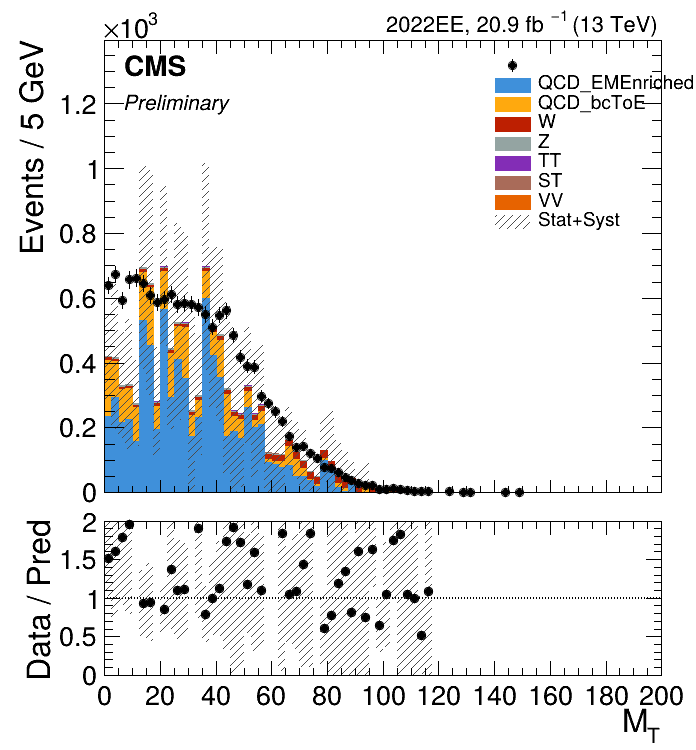 ×10³
2022EE, 20.9 fb ⁻¹ (13 TeV)
CMS
Preliminary
QCD_EMEnriched
QCD_bcToE
W
Z
TT
ST
VV
Stat+Syst
Events / 5 GeV
1.2
1
0.8
0.6
0.4
0.2
0
Data / Pred
2
1.5
1
0.5
0
0 20 40 60 80 100 120 140 160 180 200
M_T